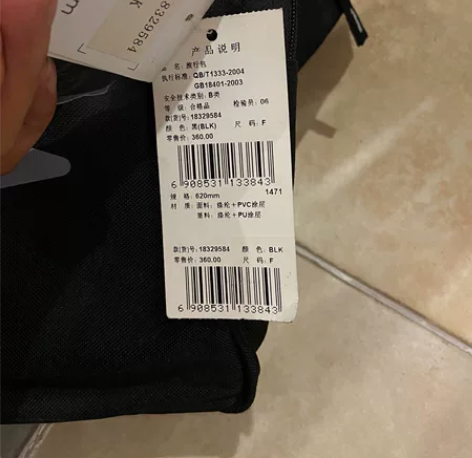 18329584
K
m
产品说明
品 名：旅行包
执行标准：QB/T1333-2004
GB18401-2003
安全技术类别：B类
等 级：合格品 检验员：06
款(货)号：18329584
颜 色：黑(BLK) 尺 码：F
零售价：360.00
6 908531 133843
规 格：620mm 1471
材 质：面料：涤纶＋PVC涂层
里料：涤纶＋PU涂层
款(货)号：18329584 颜 色：BLK
零售价：360.00 尺 码：F
6 908531 133843